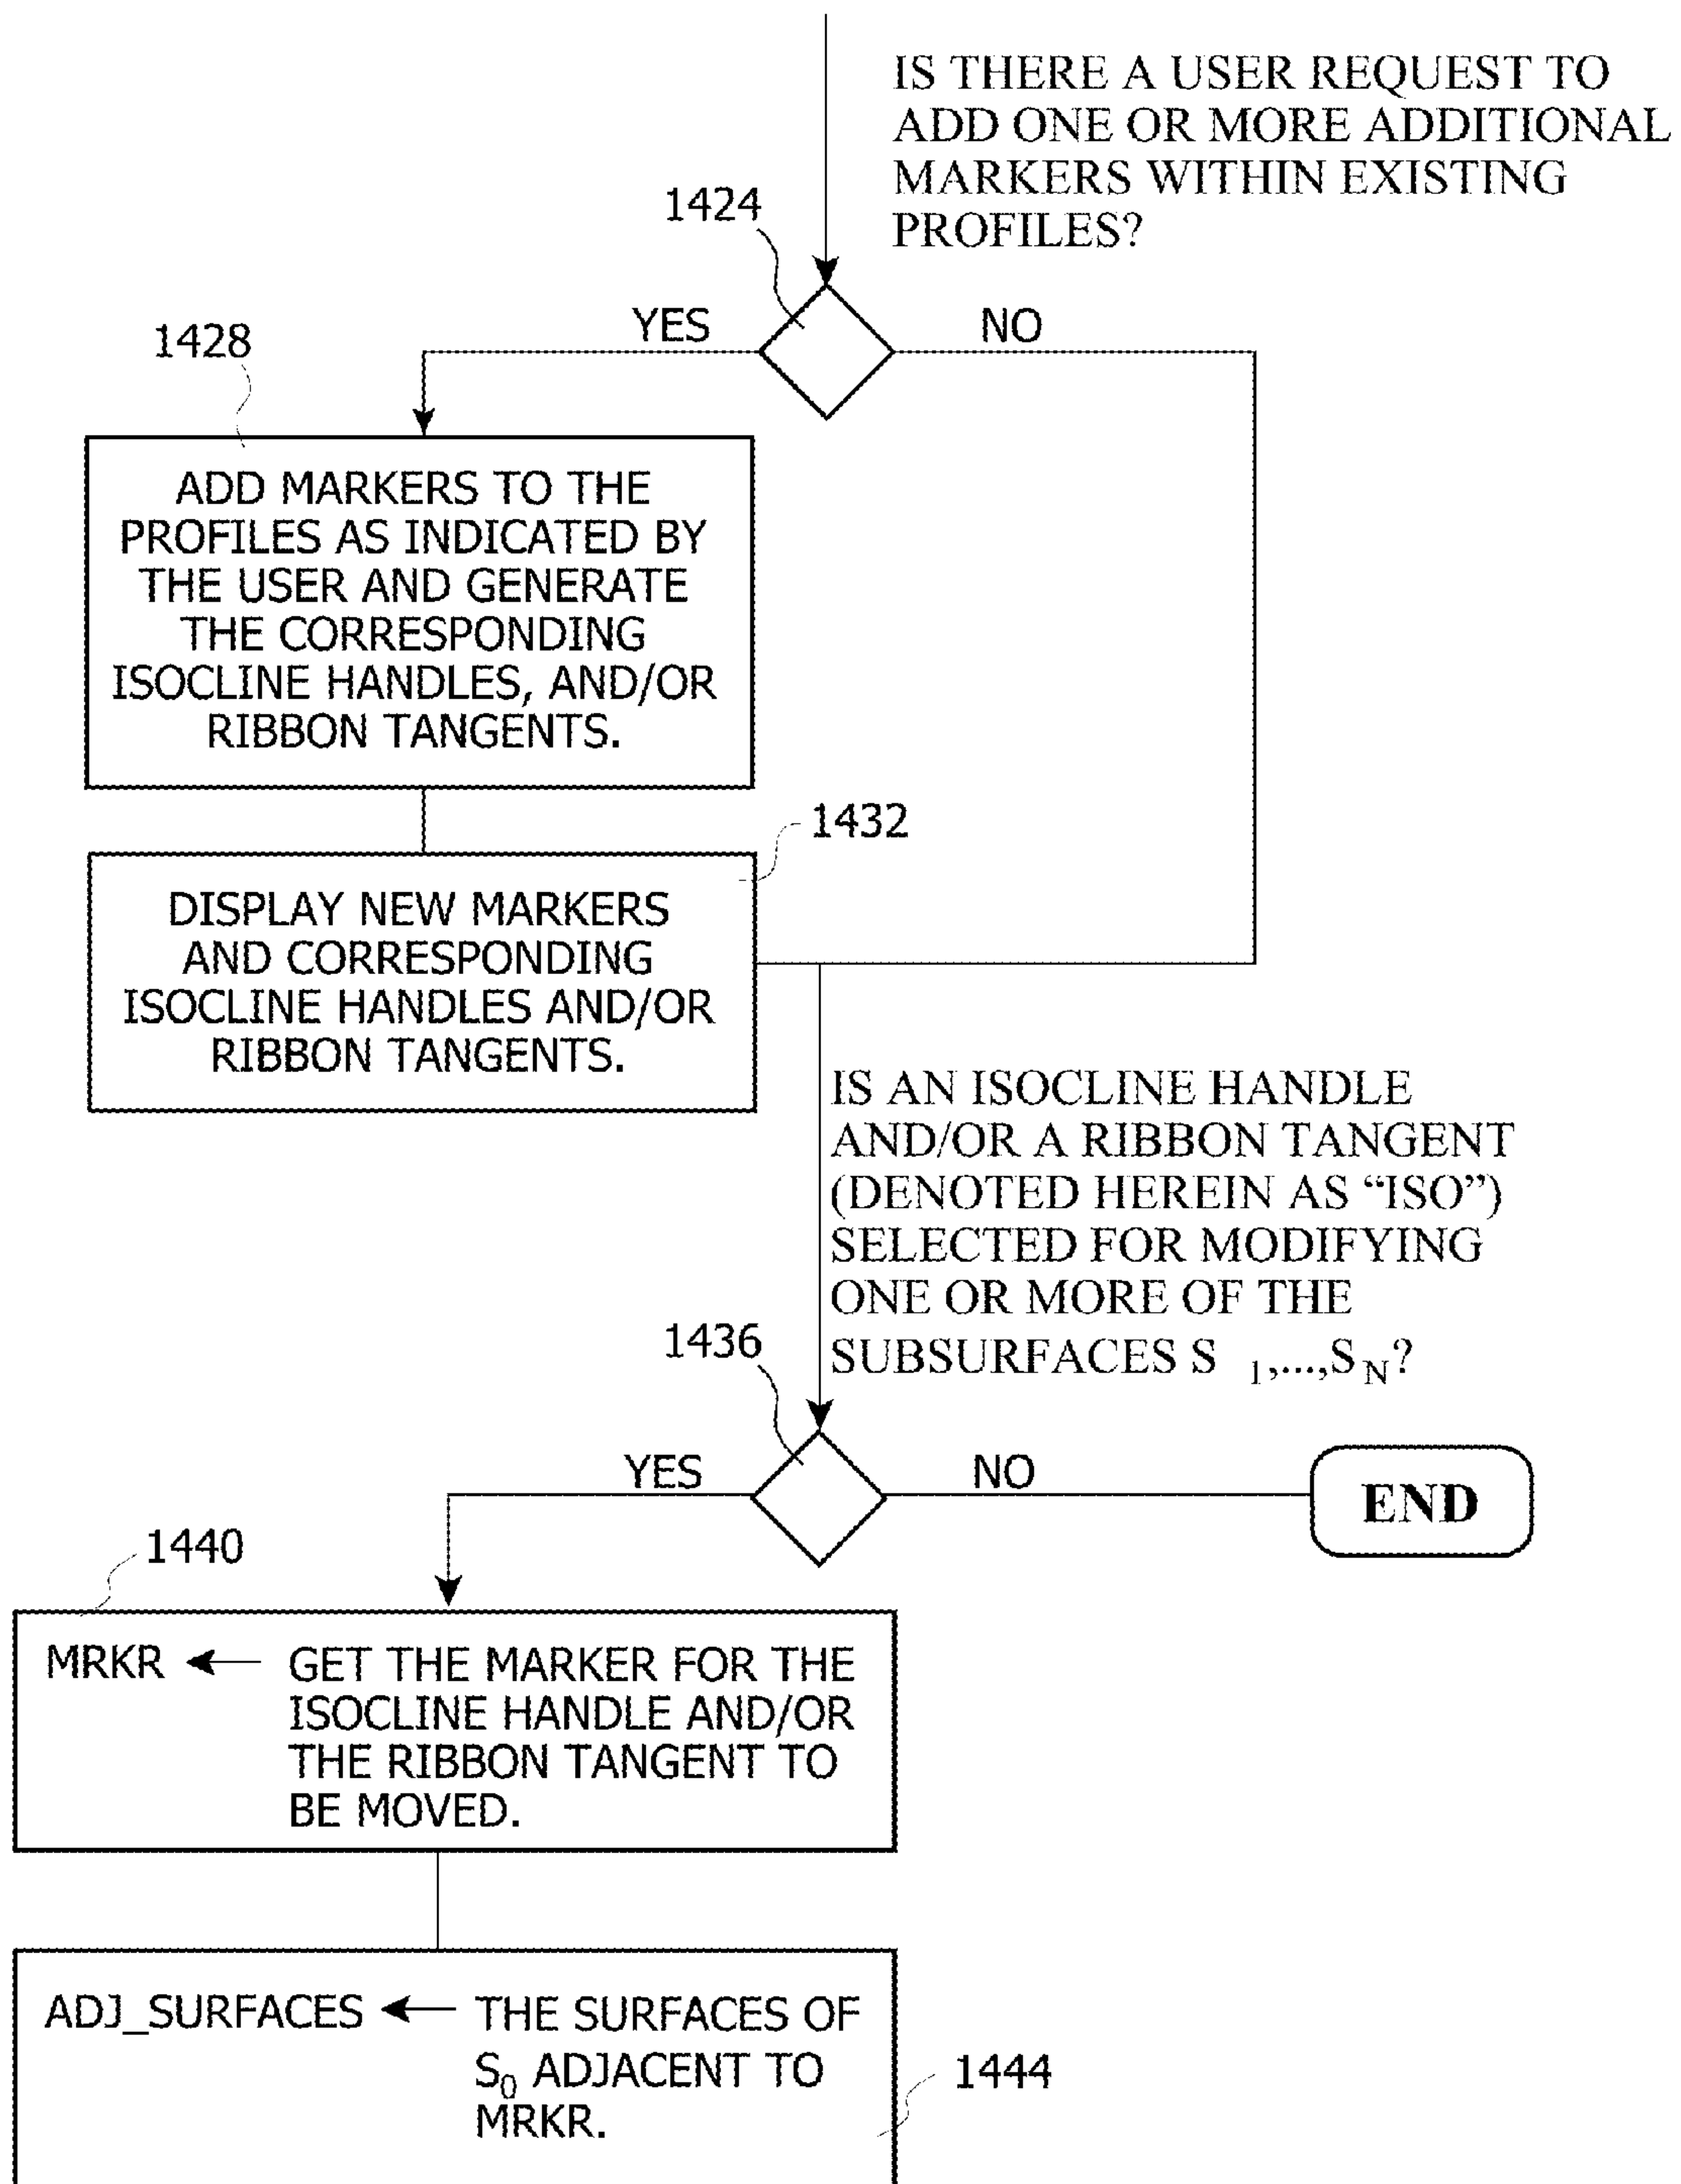 IS THERE A USER REQUEST TO
ADD ONE OR MORE ADDITIONAL
MARKERS WITHIN EXISTING
PROFILES?
1424
YES
NO
1428
ADD MARKERS TO THE
PROFILES AS INDICATED BY
THE USER AND GENERATE
THE CORRESPONDING
ISOCLINE HANDLES, AND/OR
RIBBON TANGENTS.
1432
DISPLAY NEW MARKERS
AND CORRESPONDING
ISOCLINE HANDLES AND/OR
RIBBON TANGENTS.
IS AN ISOCLINE HANDLE
AND/OR A RIBBON TANGENT
(DENOTED HEREIN AS “ISO”)
SELECTED FOR MODIFYING
ONE OR MORE OF THE
SUBSURFACES S 1,...,SN?
1436
YES
NO
END
1440
MRKR ← GET THE MARKER FOR THE
ISOCLINE HANDLE AND/OR
THE RIBBON TANGENT TO
BE MOVED.
ADJ_SURFACES ← THE SURFACES OF
S0 ADJACENT TO
MRKR.
1444